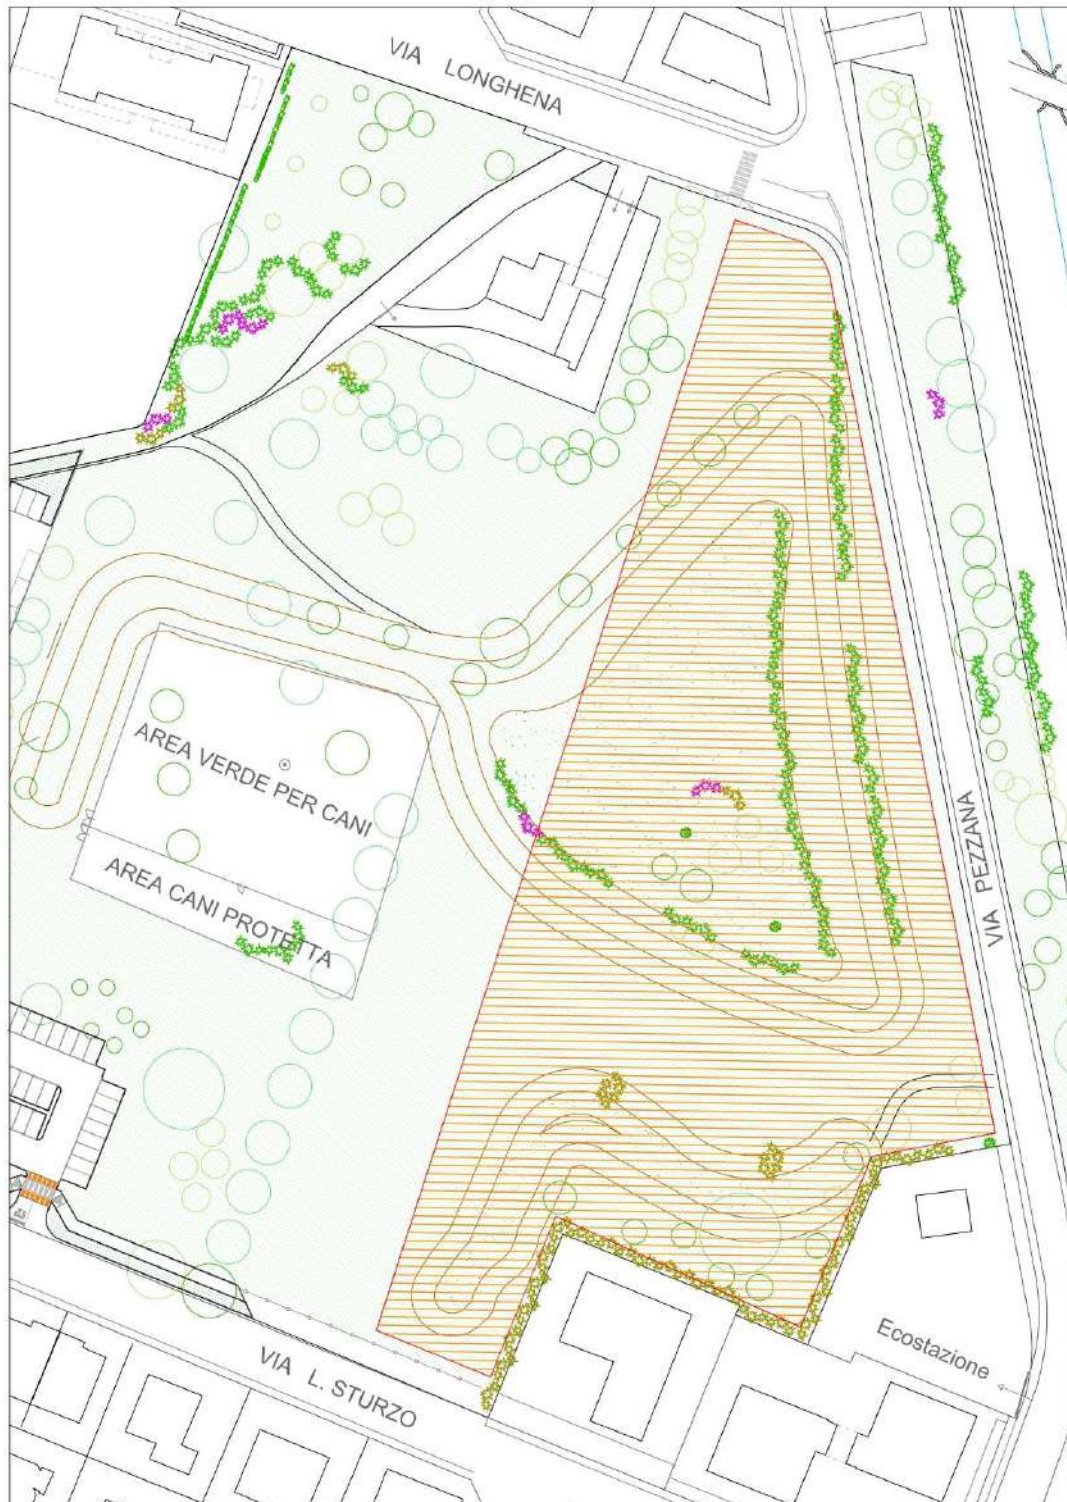 VIA LONGHENA
AREA VERDE PER CANI
AREA CANI PROTETTA
VIA PEZZANA
Ecostazione
VIA L. STURZO